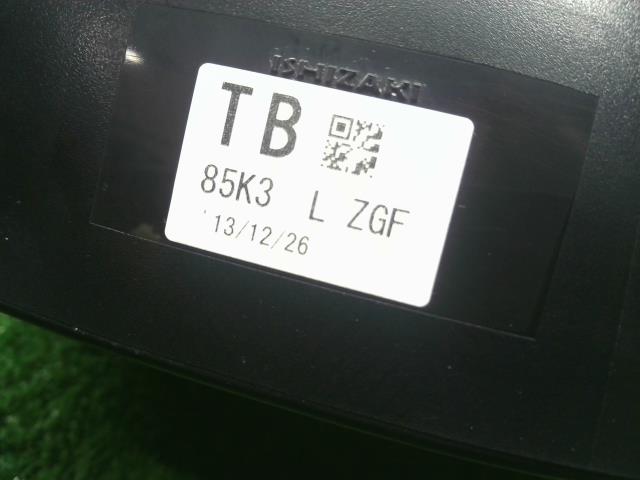 ISHIZAKI
TB
85K3 L ZGF
'13/12/26